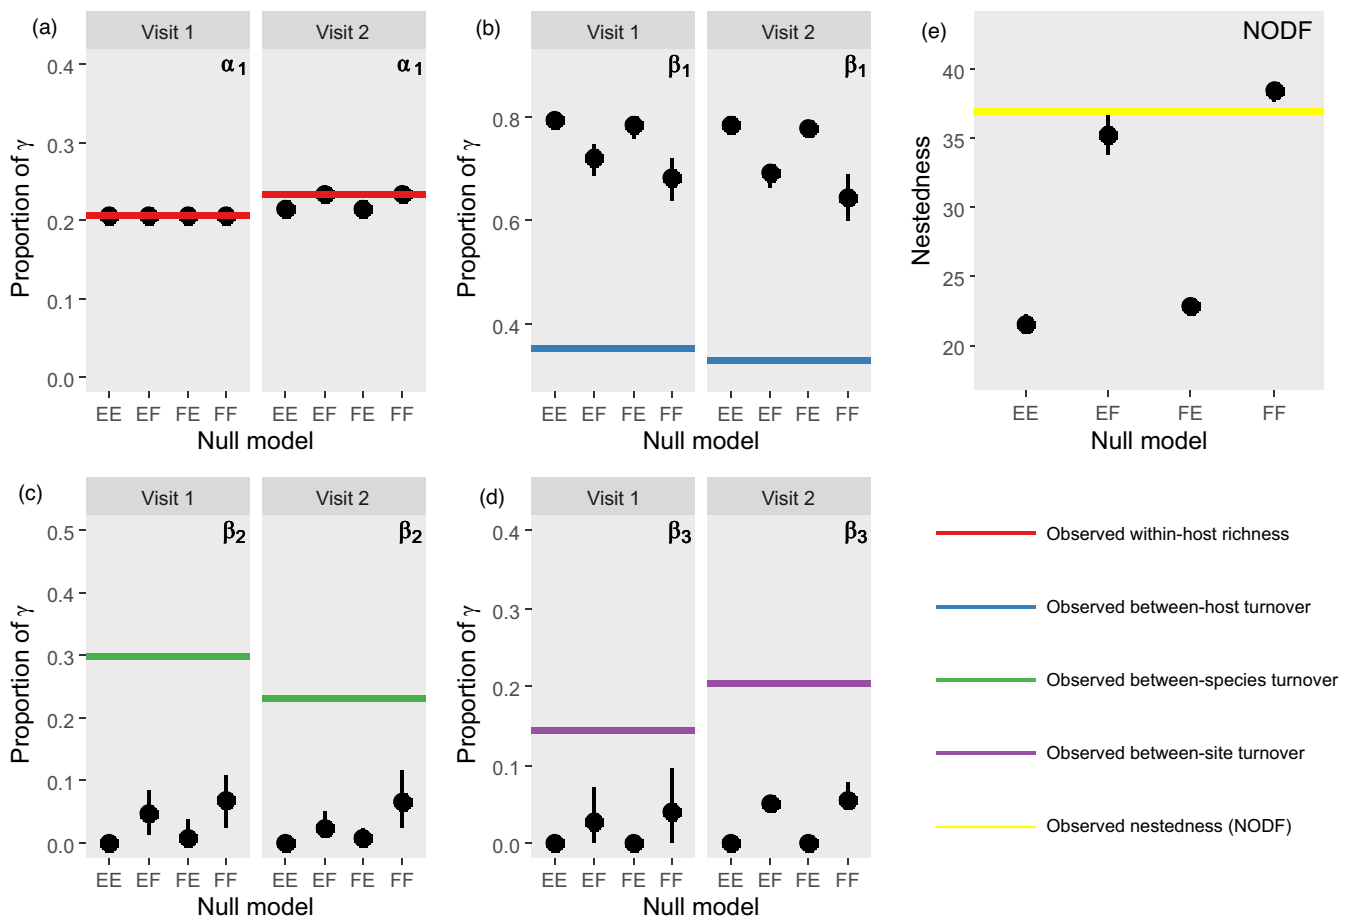 (a)
Visit 1
Visit 2
α1
α1
Proportion of γ
0.4
0.3
0.2
0.1
0.0
EE EF FE FF
EE EF FE FF
Null model
(b)
Visit 1
Visit 2
β1
β1
Proportion of γ
0.8
0.6
0.4
EE EF FE FF
EE EF FE FF
Null model
(e)
NODF
Nestedness
40
35
30
25
20
EE EF FE FF
Null model
(c)
Visit 1
Visit 2
β2
β2
Proportion of γ
0.5
0.4
0.3
0.2
0.1
0.0
EE EF FE FF
EE EF FE FF
Null model
(d)
Visit 1
Visit 2
β3
β3
Proportion of γ
0.4
0.3
0.2
0.1
0.0
EE EF FE FF
EE EF FE FF
Null model
Observed within-host richness
Observed between-host turnover
Observed between-species turnover
Observed between-site turnover
Observed nestedness (NODF)